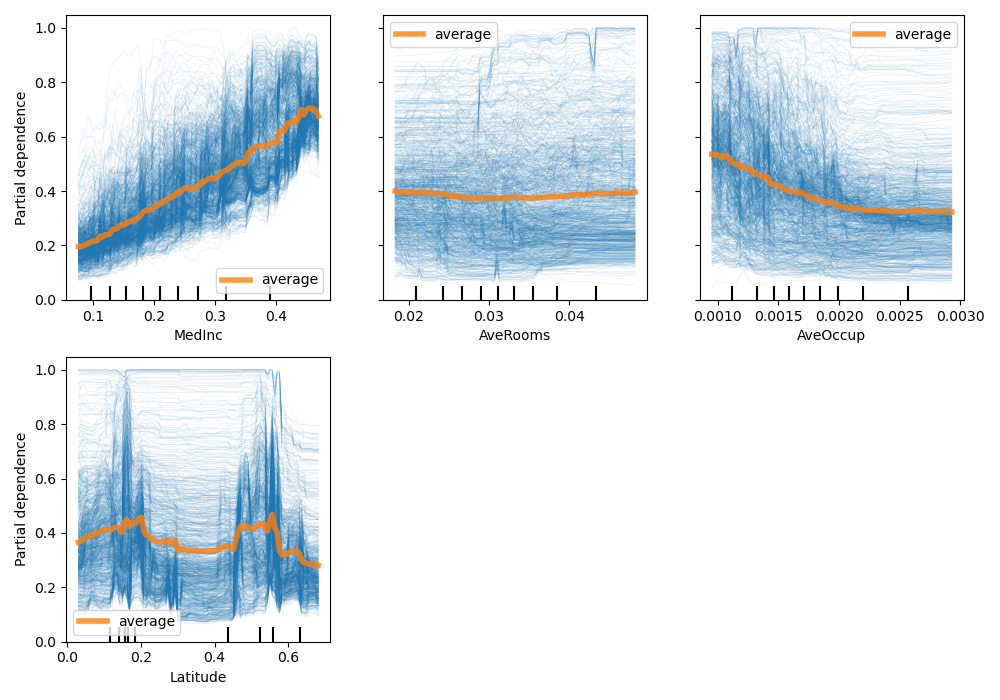 1.0
0.8
0.6
0.4
0.2
0.0
Partial dependence
average
0.1 0.2 0.3 0.4
MedInc
average
0.02 0.03 0.04
AveRooms
average
0.0010 0.0015 0.0020 0.0025 0.0030
AveOccup
1.0
0.8
0.6
0.4
0.2
0.0
Partial dependence
average
0.0 0.2 0.4 0.6
Latitude